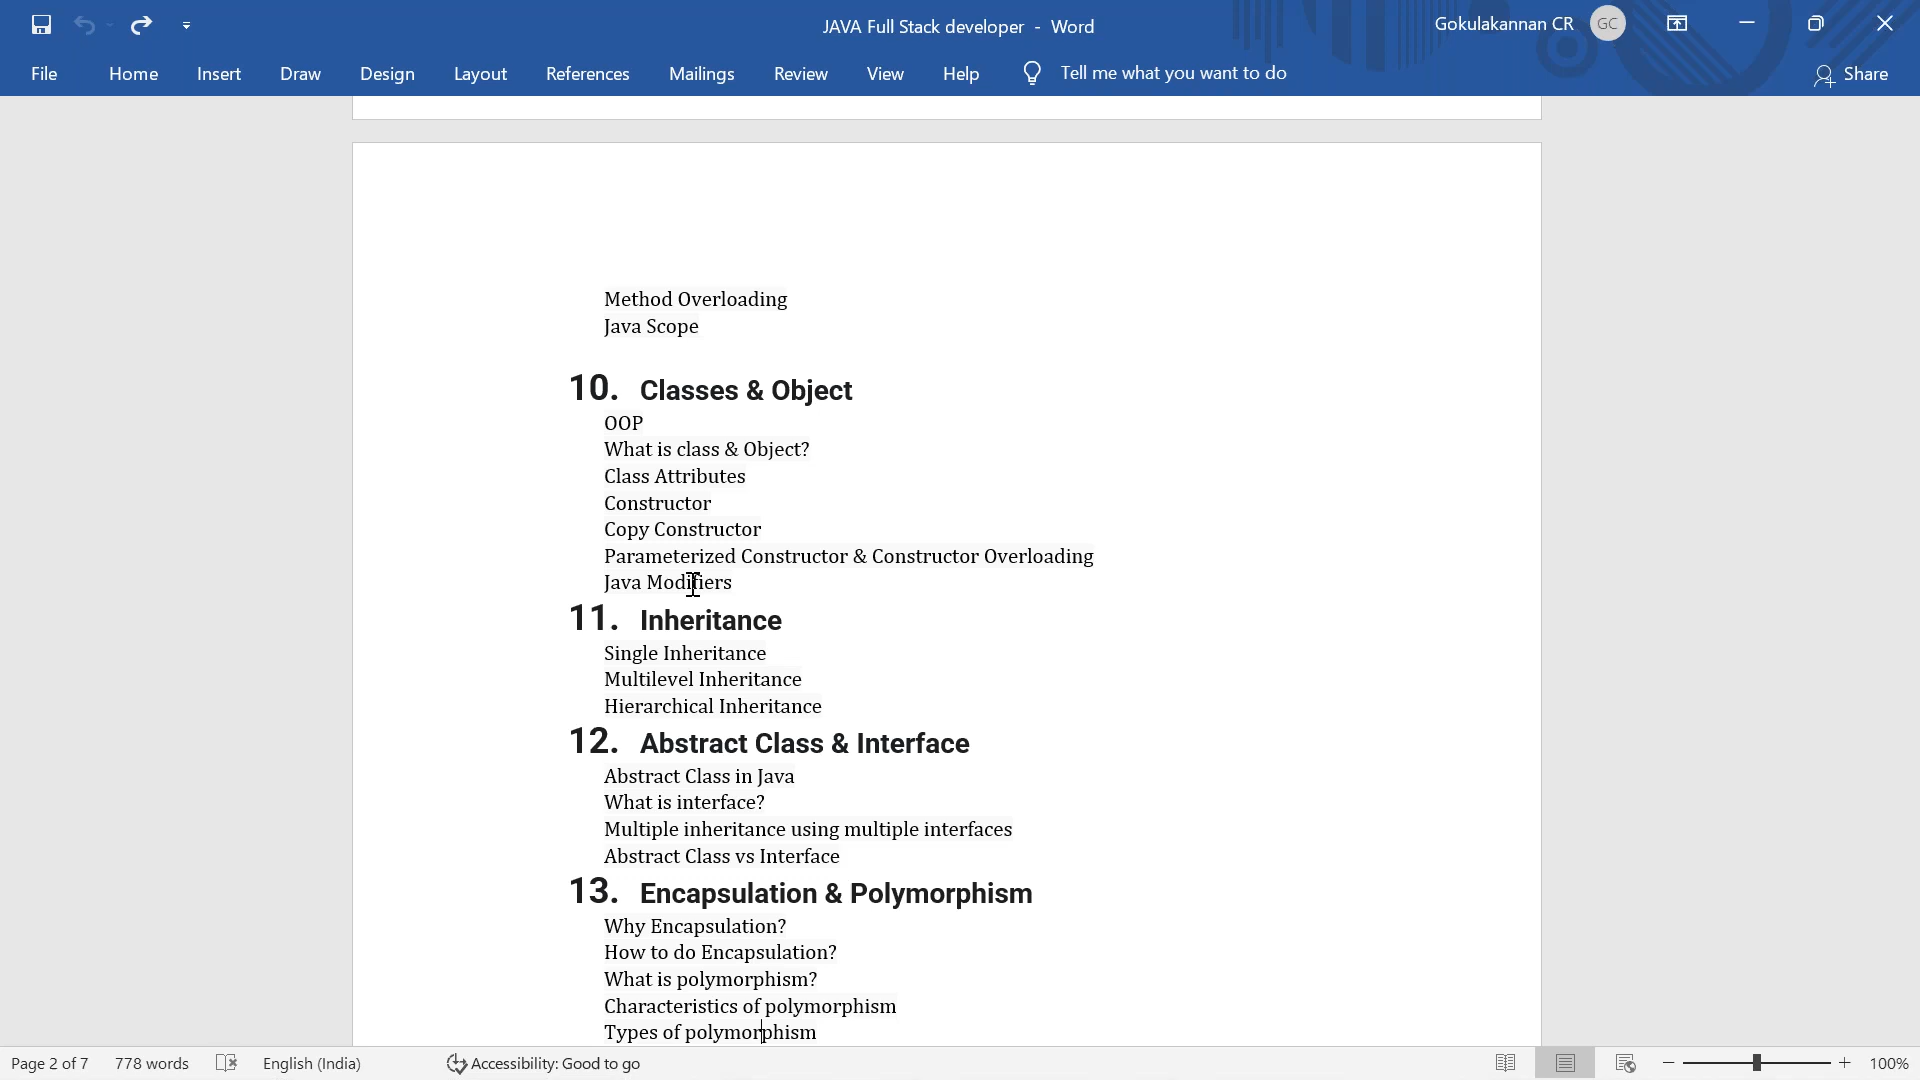 JAVA Full Stack developer - Word
Gokulakannan CR
GC
File Home Insert Draw Design Layout References Mailings Review View Help Tell me what you want to do Share
Method Overloading
Java Scope
10. Classes & Object
OOP
What is class & Object?
Class Attributes
Constructor
Copy Constructor
Parameterized Constructor & Constructor Overloading
Java Modifiers
11. Inheritance
Single Inheritance
Multilevel Inheritance
Hierarchical Inheritance
12. Abstract Class & Interface
Abstract Class in Java
What is interface?
Multiple inheritance using multiple interfaces
Abstract Class vs Interface
13. Encapsulation & Polymorphism
Why Encapsulation?
How to do Encapsulation?
What is polymorphism?
Characteristics of polymorphism
Types of polymorphism
Page 2 of 7 778 words English (India) Accessibility: Good to go 100%